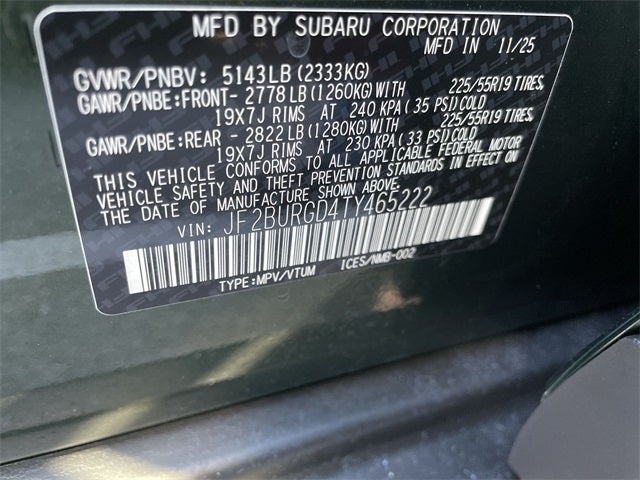 MFD BY SUBARU CORPORATION
MFD IN 11/25
GVWR/PNBV: 5143LB (2333KG)
GAWR/PNBE:FRONT- 2778 LB (1260KG) WITH 225/55R19 TIRES,
19X7J RIMS AT 240 KPA (35 PSI) COLD
GAWR/PNBE:REAR - 2822 LB (1280KG) WITH 225/55R19 TIRES,
19X7J RIMS AT 230 KPA (33 PSI) COLD
THIS VEHICLE CONFORMS TO ALL APPLICABLE FEDERAL MOTOR
VEHICLE SAFETY AND THEFT PREVENTION STANDARDS IN EFFECT ON
THE DATE OF MANUFACTURE SHOWN ABOVE.
VIN: JF2BURGD4TY465222
TYPE:MPV/VTUM ICES/NMB-002